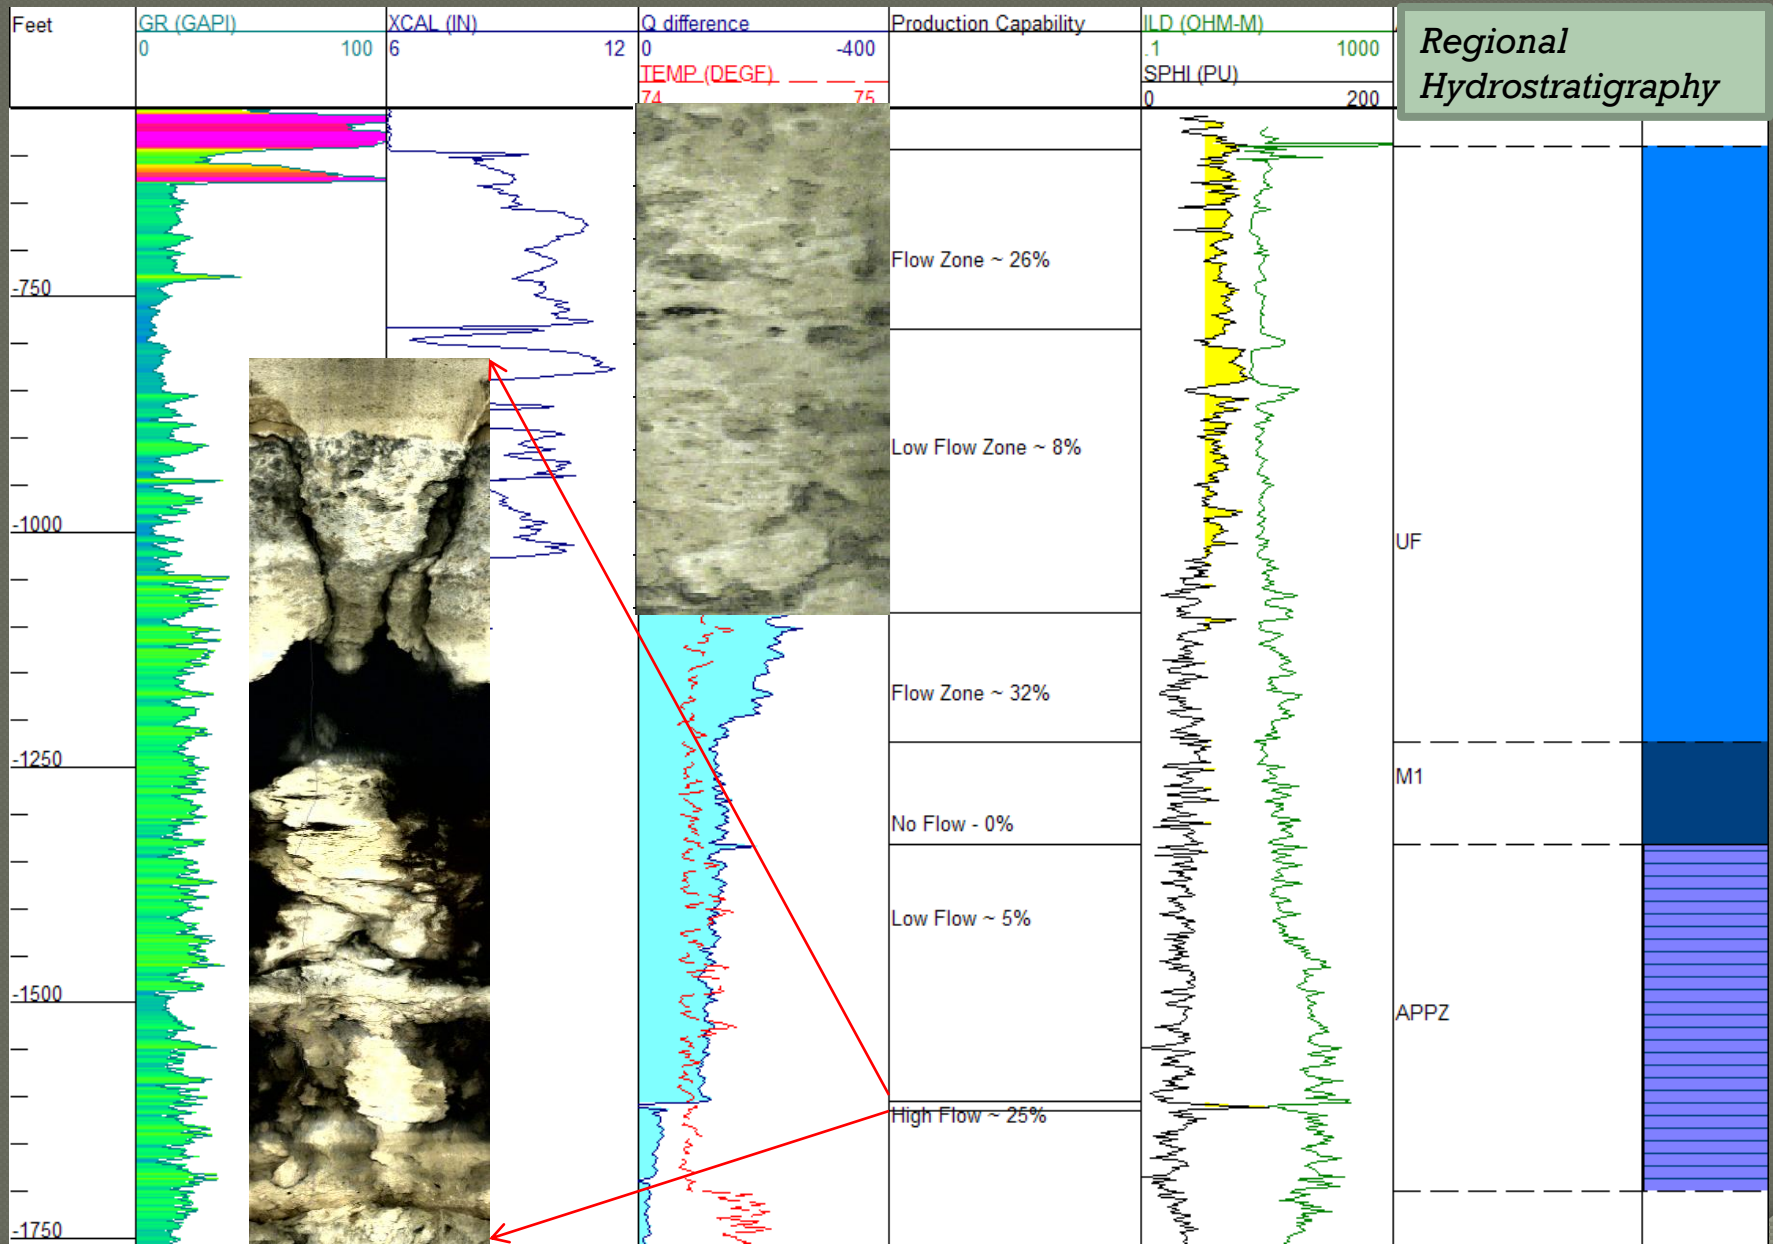 Feet
GR (GAPI)
0 100
XCAL (IN)
6 12
Q difference
0 -400
TEMP (DEGF)
74 75
Production Capability
ILD (OHM-M)
.1 1000
SPHI (PU)
0 200
Regional
Hydrostratigraphy
Flow Zone ~ 26%
-750
Low Flow Zone ~ 8%
-1000
UF
Flow Zone ~ 32%
-1250
M1
No Flow - 0%
Low Flow ~ 5%
-1500
APPZ
High Flow ~ 25%
-1750